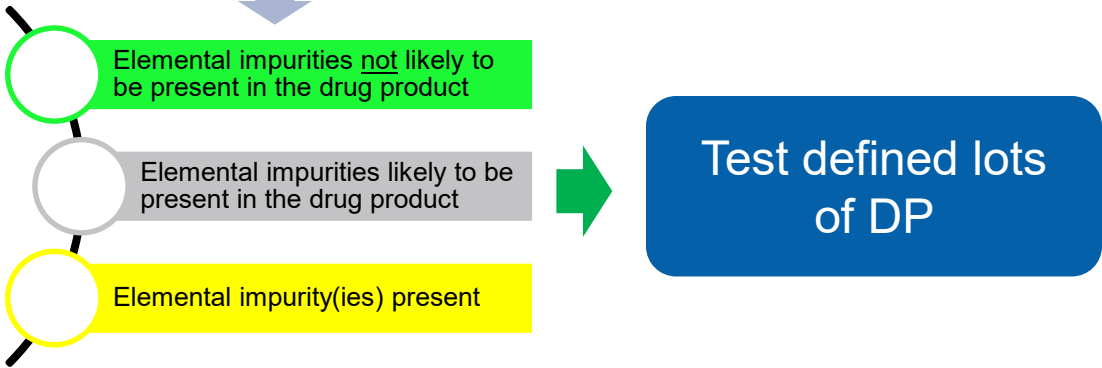 Elemental impurities not likely to
be present in the drug product
Elemental impurities likely to be
present in the drug product
Elemental impurity(ies) present
Test defined lots
of DP